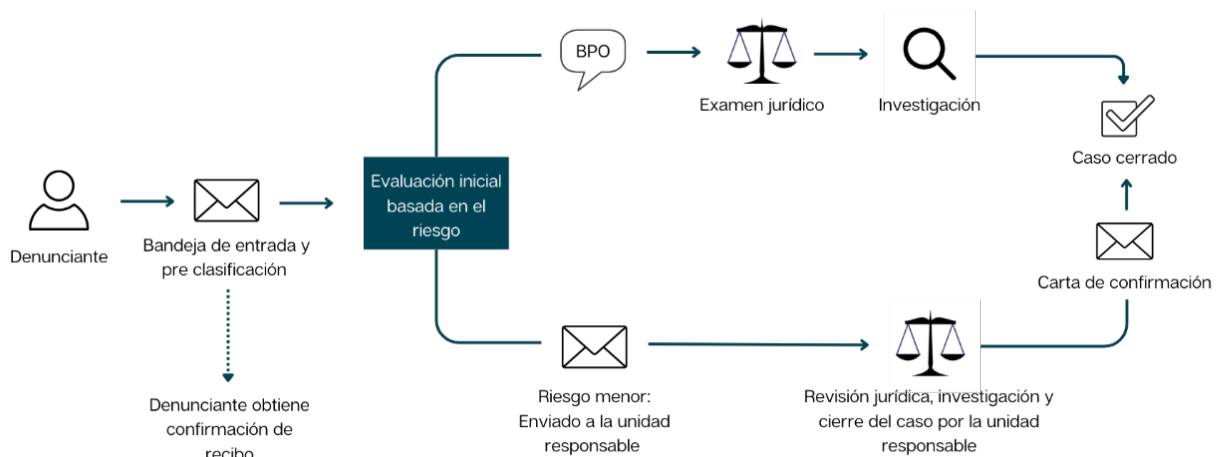 BPO
Examen jurídico
Investigación
Caso cerrado
Evaluación inicial
basada en el
riesgo
Denunciante
Bandeja de entrada y
pre clasificación
Carta de confirmación
Denunciante obtiene
confirmación de
recibo
Riesgo menor:
Enviado a la unidad
responsable
Revisión jurídica, investigación y
cierre del caso por la unidad
responsable